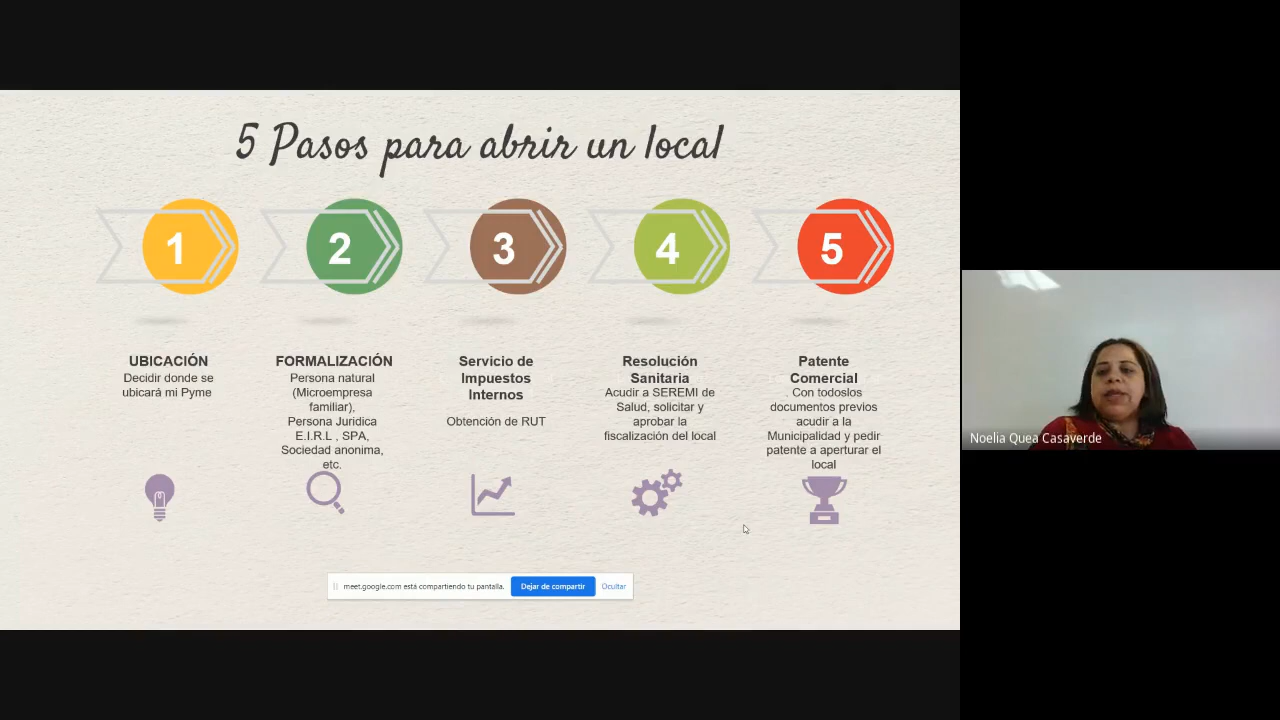 5 Pasos para abrir un local
1
2
3
4
5
UBICACIÓN
Decidir donde se
ubicará mi Pyme
FORMALIZACIÓN
Persona natural
(Microempresa
familiar),
Persona Juridica
E.I.R.L , SPA,
Sociedad anonima,
etc.
Servicio de
Impuestos
Internos
Obtención de RUT
Resolución
Sanitaria
Acudir a SEREMI de
Salud, solicitar y
aprobar la
fiscalización del local
Patente
Comercial
. Con todoslos
documentos previos
acudir a la
Municipalidad y pedir
patente a aperturar el
local
meet.google.com está compartiendo tu pantalla.
Dejar de compartir
Ocultar
Noelia Quea Casaverde